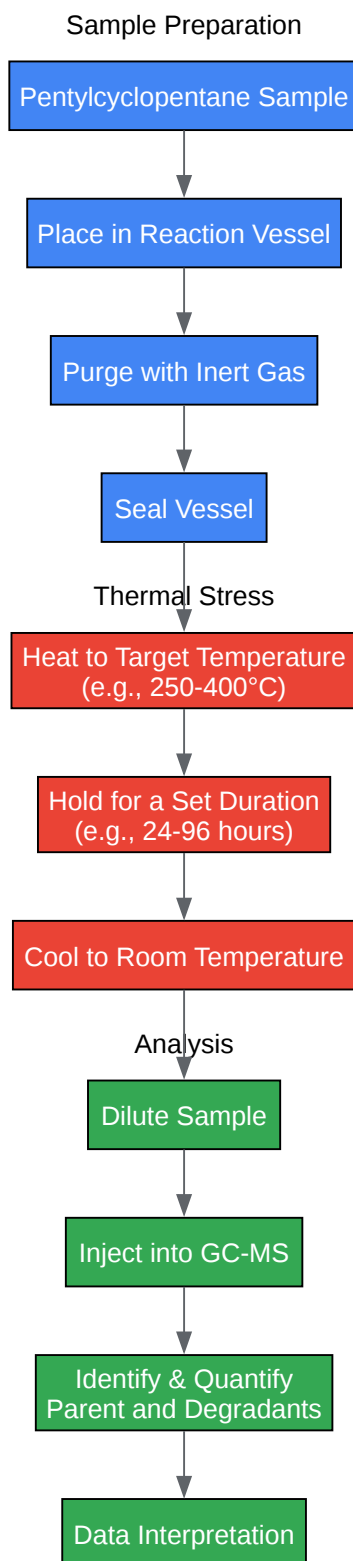 Sample Preparation
Pentylcyclopentane Sample
Place in Reaction Vessel
Purge with Inert Gas
Seal Vessel
Thermal Stress
Heat to Target Temperature
(e.g., 250-400°C)
Hold for a Set Duration
(e.g., 24-96 hours)
Cool to Room Temperature
Analysis
Dilute Sample
Inject into GC-MS
Identify & Quantify
Parent and Degradants
Data Interpretation